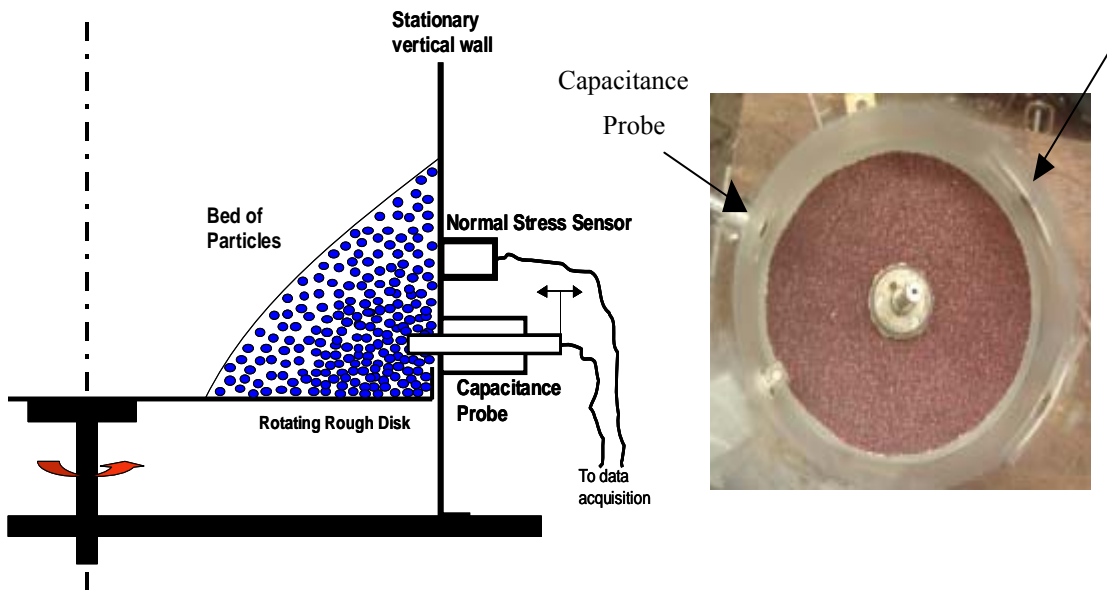 Stationary
vertical wall
Capacitance
Probe
Bed of
Particles
Normal Stress Sensor
Capacitance
Probe
Rotating Rough Disk
To data
acquisition